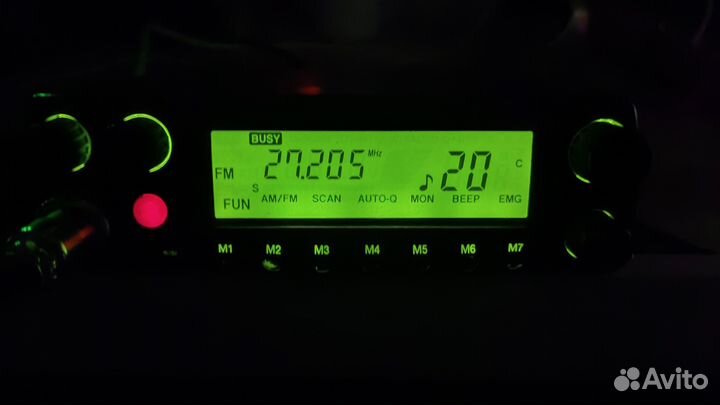 BUSY
FM 27.205 MHz ♪ 20 C
S
FUN AM/FM SCAN AUTO-Q MON BEEP EMG
M1 M2 M3 M4 M5 M6 M7
Avito